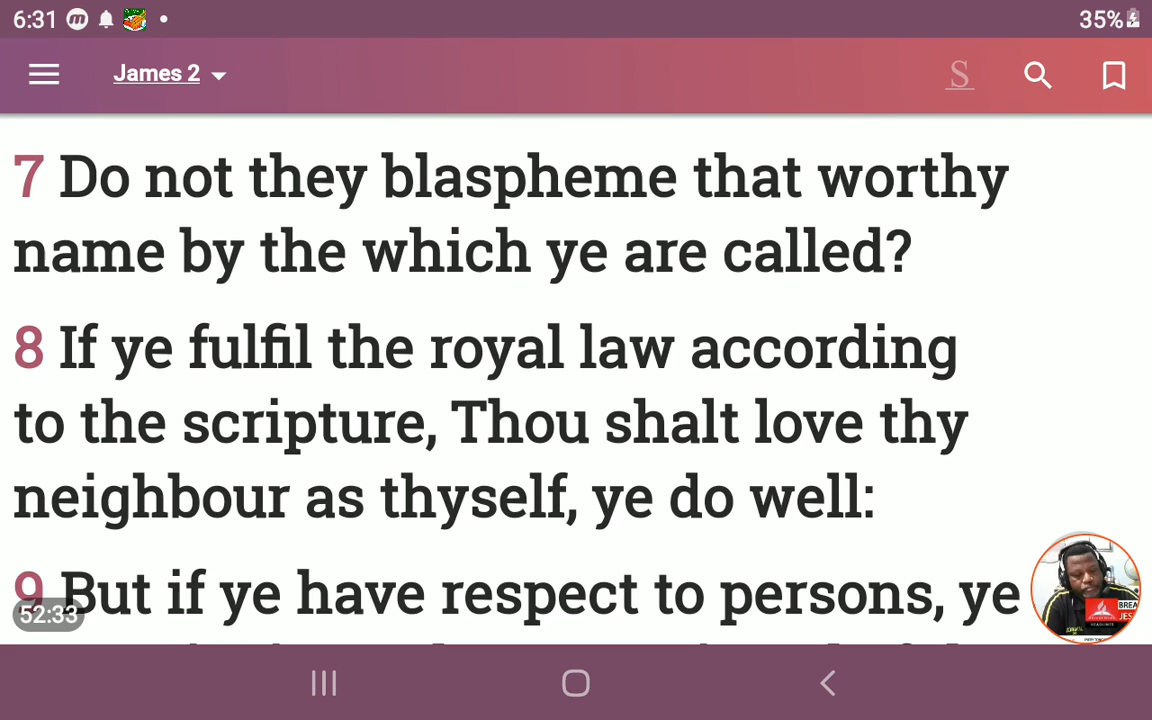 6:31
35%
James 2
S
7 Do not they blaspheme that worthy
name by the which ye are called?
8 If ye fulfil the royal law according
to the scripture, Thou shalt love thy
neighbour as thyself, ye do well:
9 But if ye have respect to persons, ye
52:33
BREA
JES